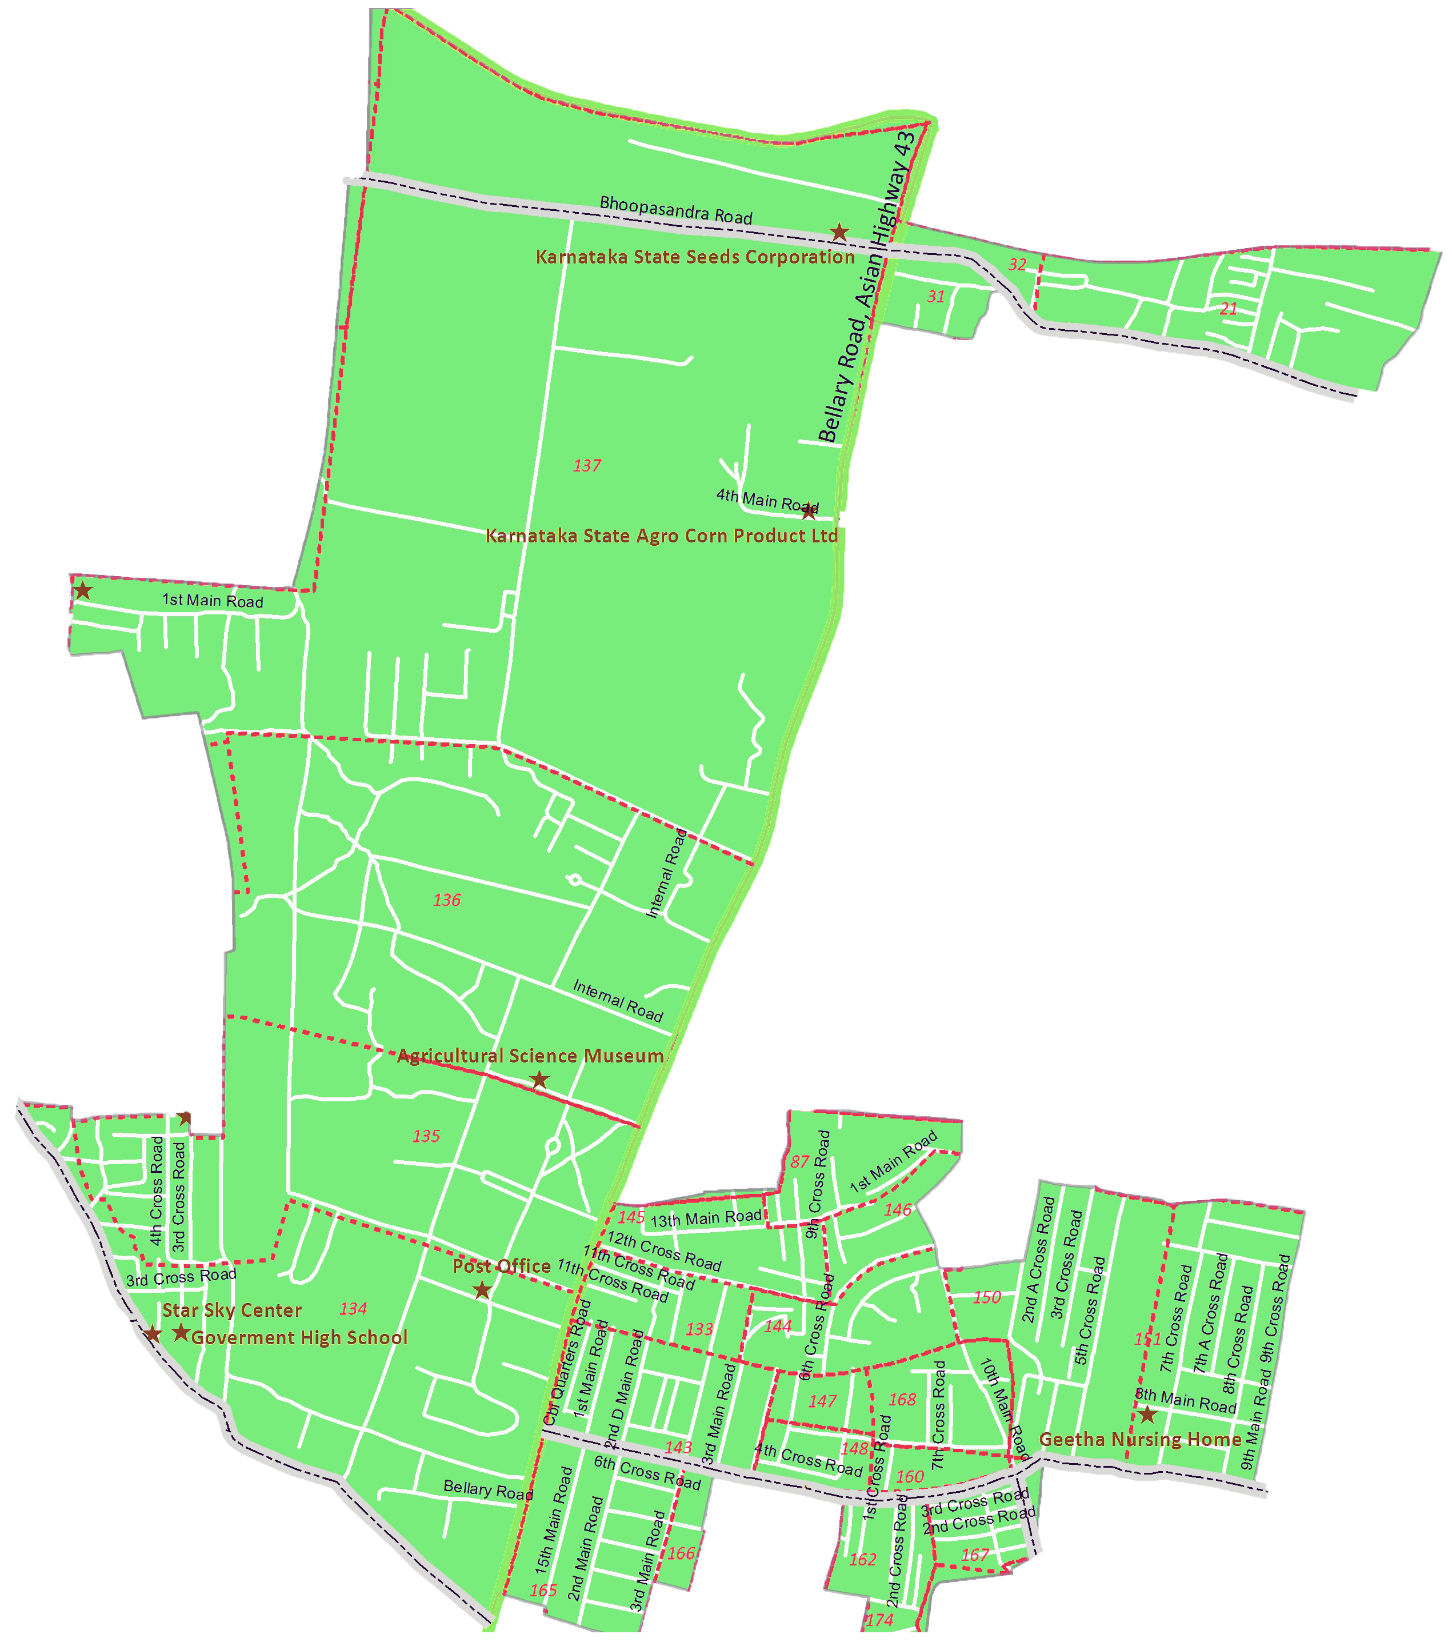 Bellary Road, Asian Highway 43
Bhoopasandra Road
Karnataka State Seeds Corporation
32
31
21
137
4th Main Road
Karnataka State Agro Corn Product Ltd
1st Main Road
Internal Road
136
Internal Road
Agricultural Science Museum
135
4th Cross Road
3rd Cross Road
3rd Cross Road
Star Sky Center
Goverment High School
134
Post Office
87
9th Cross Road
1st Main Road
146
145
13th Main Road
12th Cross Road
11th Cross Road
11th Cross Road
133
144
6th Cross Road
150
2nd A Cross Road
3rd Cross Road
5th Cross Road
151
7th Cross Road
7th A Cross Road
8th Cross Road
9th Cross Road
8th Main Road
9th Main Road
Geetha Nursing Home
Cbr Quarters Road
1st Main Road
2nd D Main Road
3rd Main Road
143
147
168
7th Cross Road
10th Main Road
148
4th Cross Road
1st Cross Road
160
6th Cross Road
Bellary Road
15th Main Road
2nd Main Road
3rd Main Road
165
166
162
2nd Cross Road
3rd Cross Road
2nd Cross Road
167
174